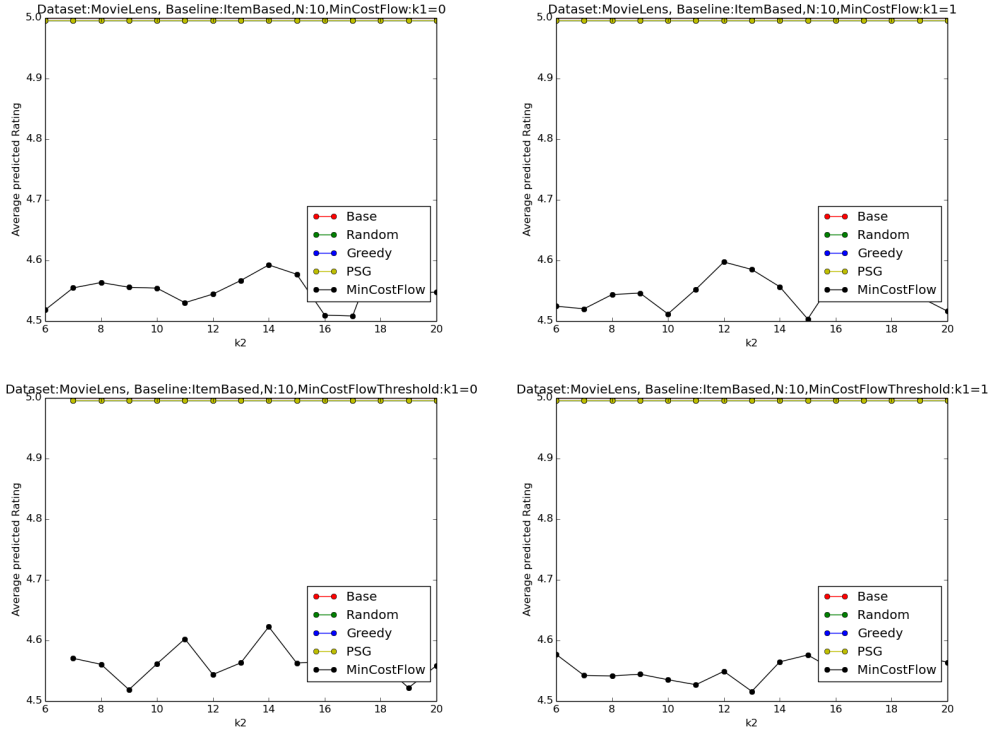 Dataset:MovieLens, Baseline:ItemBased,N:10,MinCostFlow:k1=0
5.0
4.9
4.8
4.7
4.6
4.5
Average predicted Rating
Base
Random
Greedy
PSG
MinCostFlow
6 8 10 12 14 16 18 20
k2
Dataset:MovieLens, Baseline:ItemBased,N:10,MinCostFlow:k1=1
5.0
4.9
4.8
4.7
4.6
4.5
Average predicted Rating
Base
Random
Greedy
PSG
MinCostFlow
6 8 10 12 14 16 18 20
k2
Dataset:MovieLens, Baseline:ItemBased,N:10,MinCostFlowThreshold:k1=0
5.0
4.9
4.8
4.7
4.6
4.5
Average predicted Rating
Base
Random
Greedy
PSG
MinCostFlow
6 8 10 12 14 16 18 20
k2
Dataset:MovieLens, Baseline:ItemBased,N:10,MinCostFlowThreshold:k1=1
5.0
4.9
4.8
4.7
4.6
4.5
Average predicted Rating
Base
Random
Greedy
PSG
MinCostFlow
6 8 10 12 14 16 18 20
k2